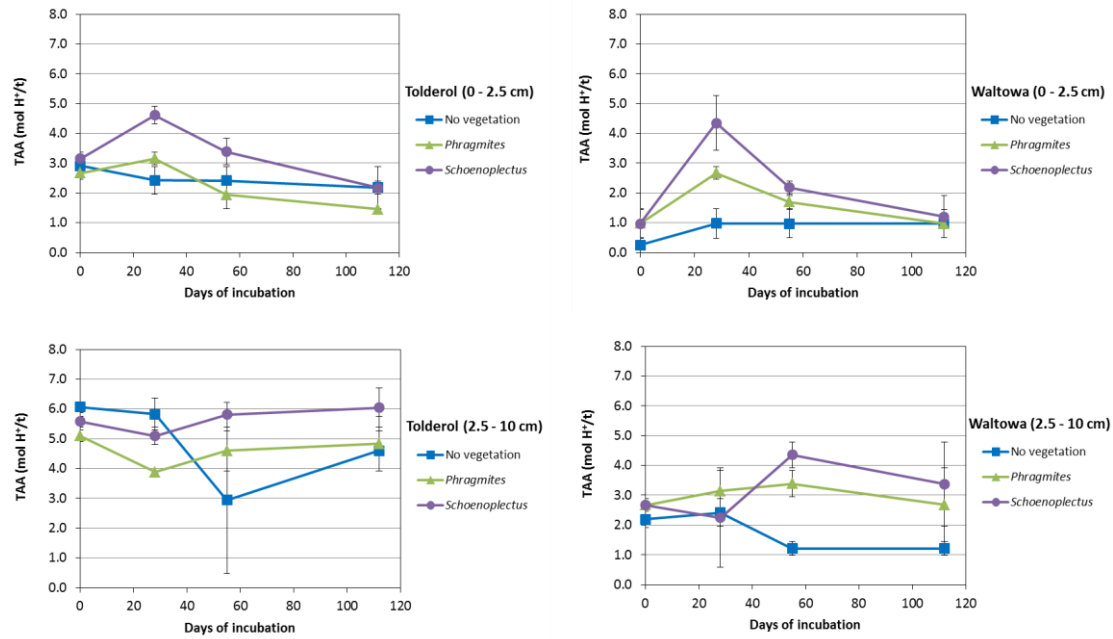 8.0
7.0
6.0
5.0
4.0
3.0
2.0
1.0
0.0
TAA (mol H⁺/t)
0 20 40 60 80 100 120
Days of incubation
Tolderol (0 - 2.5 cm)
No vegetation
Phragmites
Schoenoplectus
8.0
7.0
6.0
5.0
4.0
3.0
2.0
1.0
0.0
TAA (mol H⁺/t)
0 20 40 60 80 100 120
Days of incubation
Waltowa (0 - 2.5 cm)
No vegetation
Phragmites
Schoenoplectus
8.0
7.0
6.0
5.0
4.0
3.0
2.0
1.0
0.0
TAA (mol H⁺/t)
0 20 40 60 80 100 120
Days of incubation
Tolderol (2.5 - 10 cm)
No vegetation
Phragmites
Schoenoplectus
8.0
7.0
6.0
5.0
4.0
3.0
2.0
1.0
0.0
TAA (mol H⁺/t)
0 20 40 60 80 100 120
Days of incubation
Waltowa (2.5 - 10 cm)
No vegetation
Phragmites
Schoenoplectus